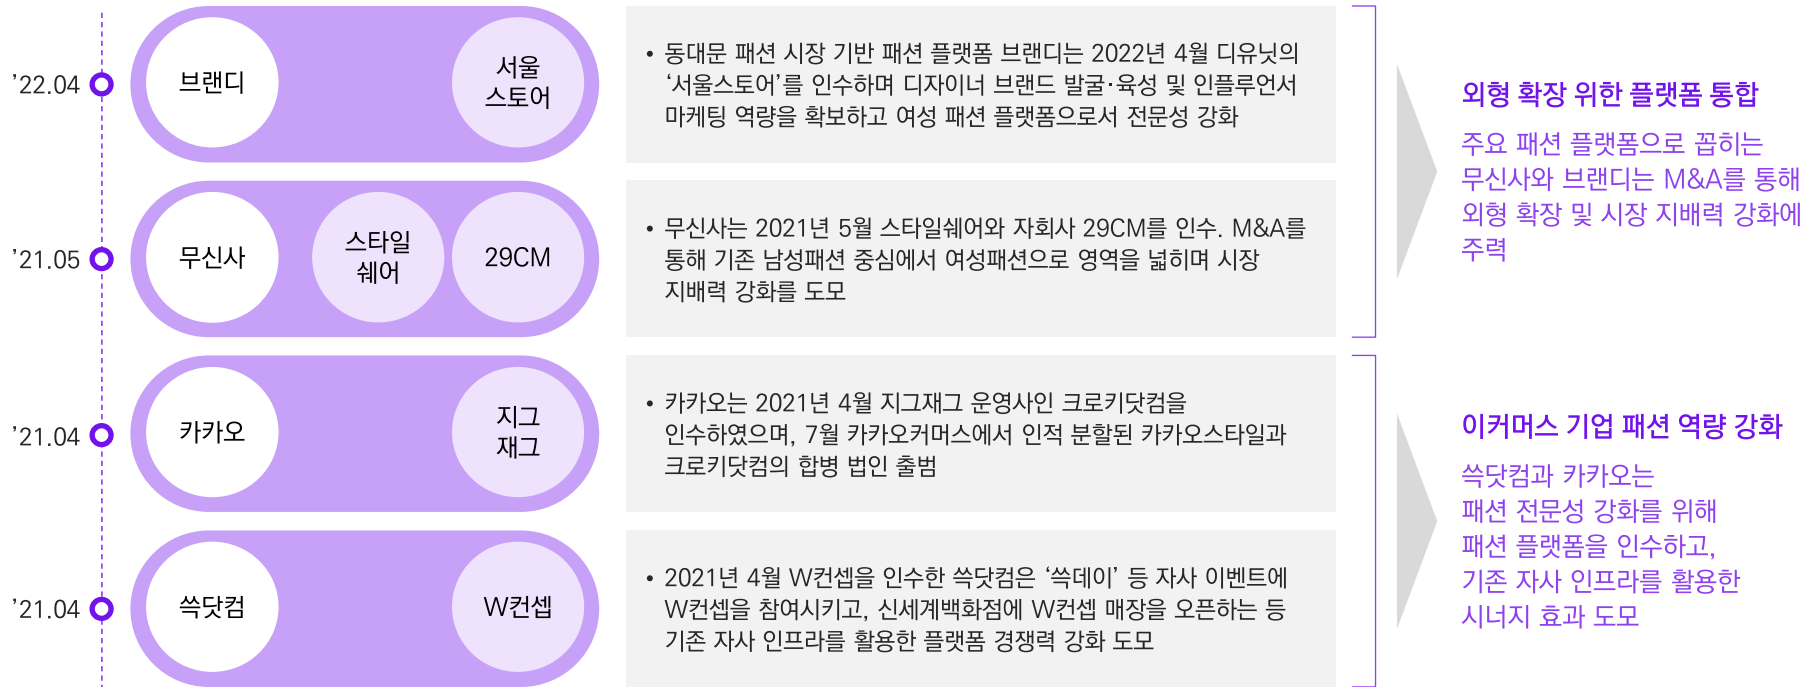 ’22.04
브랜디
서울
스토어
• 동대문 패션 시장 기반 패션 플랫폼 브랜디는 2022년 4월 디유닛의
‘서울스토어’를 인수하며 디자이너 브랜드 발굴·육성 및 인플루언서
마케팅 역량을 확보하고 여성 패션 플랫폼으로서 전문성 강화
’21.05
무신사
스타일
쉐어
29CM
• 무신사는 2021년 5월 스타일쉐어와 자회사 29CM를 인수. M&A를
통해 기존 남성패션 중심에서 여성패션으로 영역을 넓히며 시장
지배력 강화를 도모
외형 확장 위한 플랫폼 통합
주요 패션 플랫폼으로 꼽히는
무신사와 브랜디는 M&A를 통해
외형 확장 및 시장 지배력 강화에
주력
’21.04
카카오
지그
재그
• 카카오는 2021년 4월 지그재그 운영사인 크로키닷컴을
인수하였으며, 7월 카카오커머스에서 인적 분할된 카카오스타일과
크로키닷컴의 합병 법인 출범
’21.04
쓱닷컴
W컨셉
• 2021년 4월 W컨셉을 인수한 쓱닷컴은 ‘쓱데이’ 등 자사 이벤트에
W컨셉을 참여시키고, 신세계백화점에 W컨셉 매장을 오픈하는 등
기존 자사 인프라를 활용한 플랫폼 경쟁력 강화 도모
이커머스 기업 패션 역량 강화
쓱닷컴과 카카오는
패션 전문성 강화를 위해
패션 플랫폼을 인수하고,
기존 자사 인프라를 활용한
시너지 효과 도모